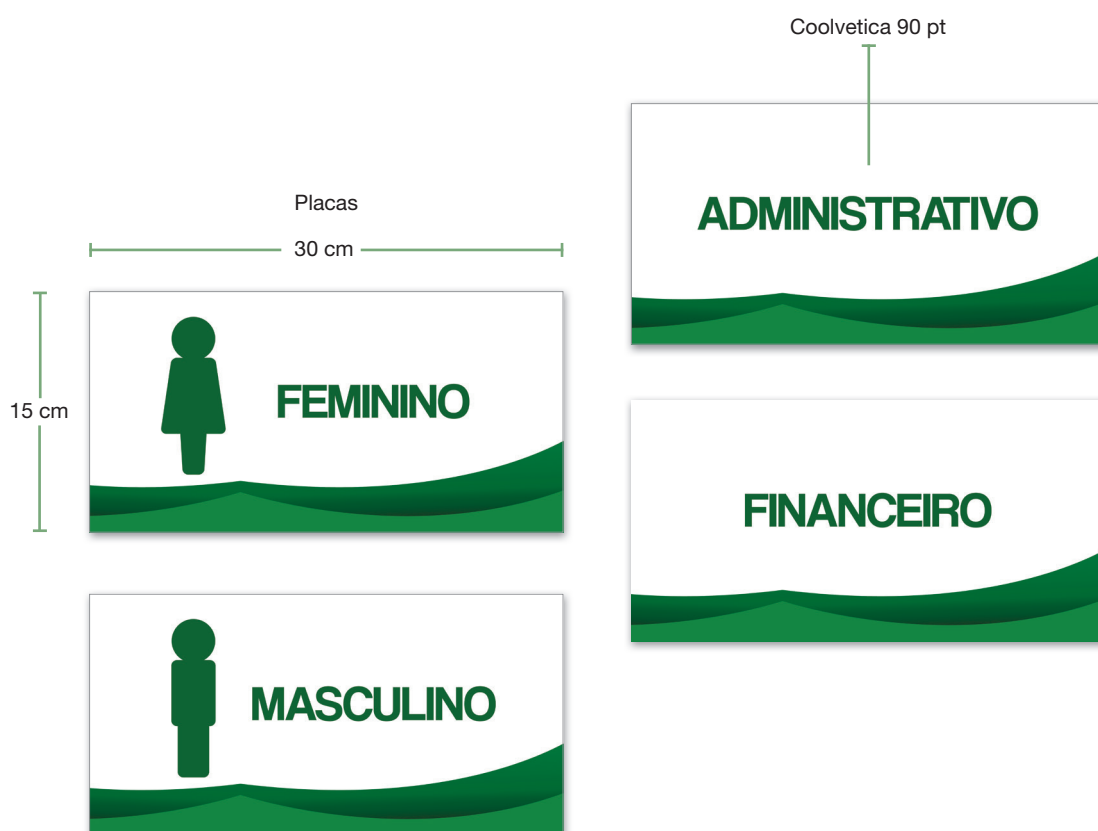 Coolvetica 90 pt
ADMINISTRATIVO
Placas
30 cm
15 cm
FEMININO
FINANCEIRO
MASCULINO